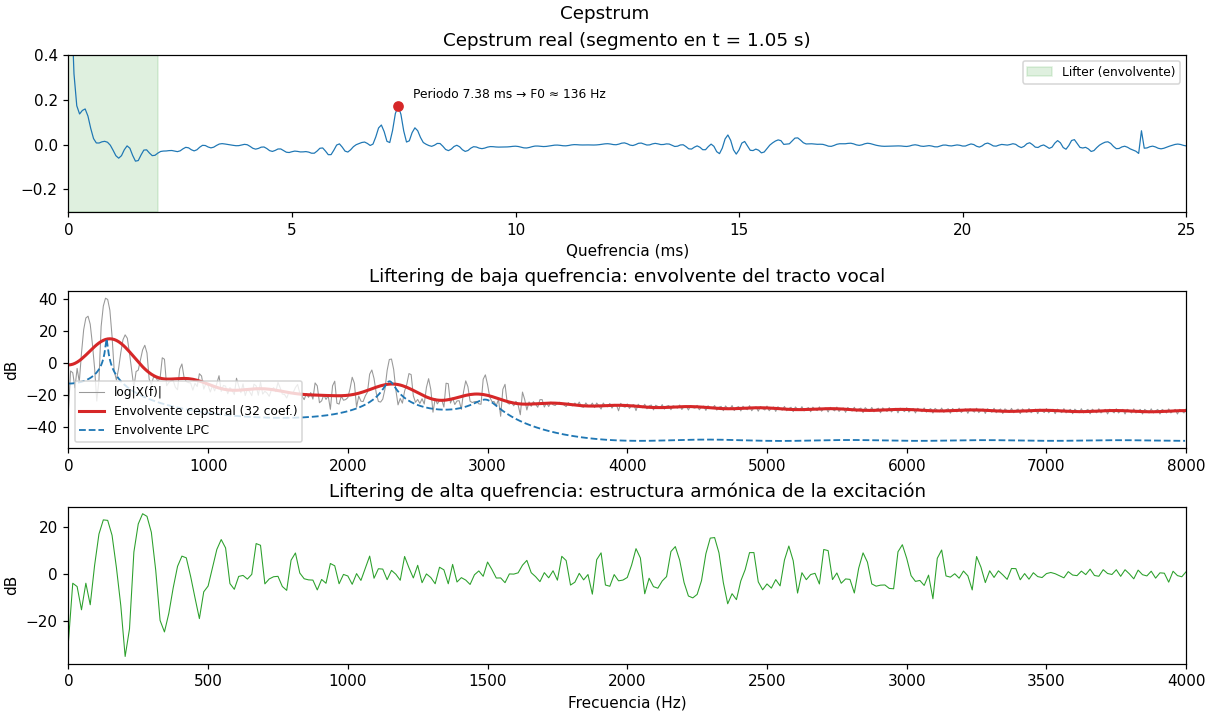 Cepstrum
Cepstrum real (segmento en t = 1.05 s)
0.4
0.2
0.0
−0.2
Lifter (envolvente)
Periodo 7.38 ms → F0 ≈ 136 Hz
0 5 10 15 20 25
Quefrencia (ms)
Liftering de baja quefrencia: envolvente del tracto vocal
40
20
0
−20
−40
dB
log|X(f)|
Envolvente cepstral (32 coef.)
Envolvente LPC
0 1000 2000 3000 4000 5000 6000 7000 8000
Liftering de alta quefrencia: estructura armónica de la excitación
20
0
−20
dB
0 500 1000 1500 2000 2500 3000 3500 4000
Frecuencia (Hz)